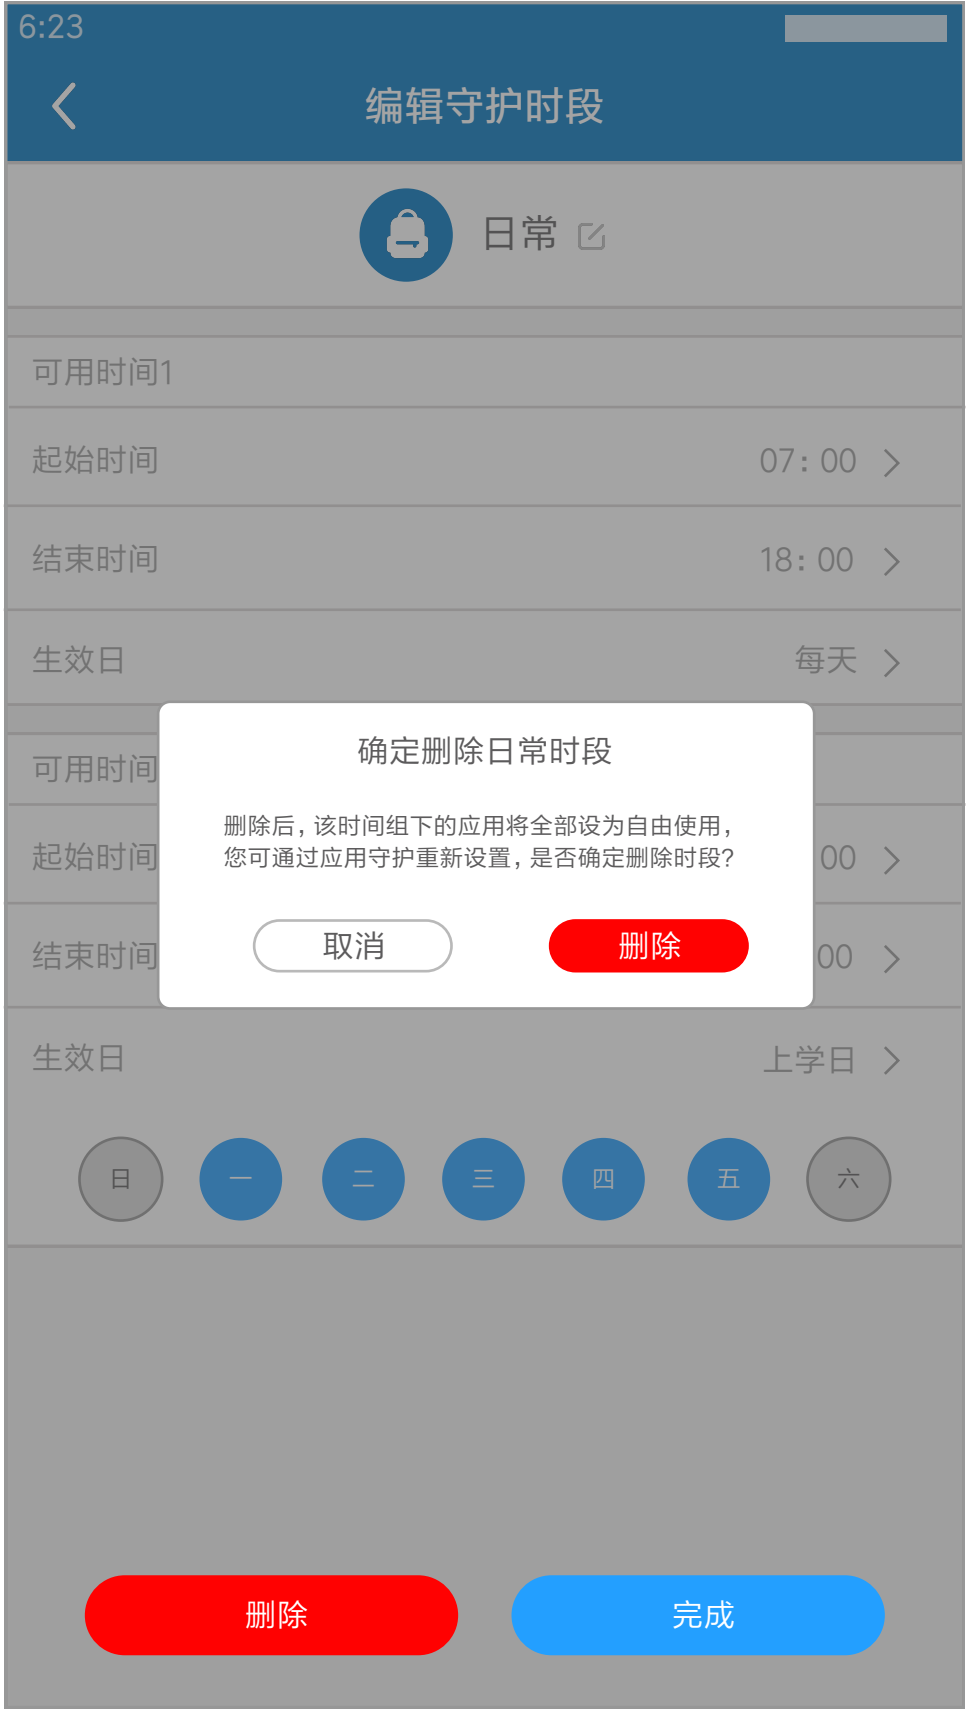 6:23
编辑守护时段
日常
可用时间1
起始时间 07: 00
结束时间 18: 00
生效日 每天
可用时间
起始时间 00
结束时间 00
确定删除日常时段
删除后, 该时间组下的应用将全部设为自由使用,
您可通过应用守护重新设置, 是否确定删除时段?
取消 删除
生效日 上学日
日 一 二 三 四 五 六
删除 完成